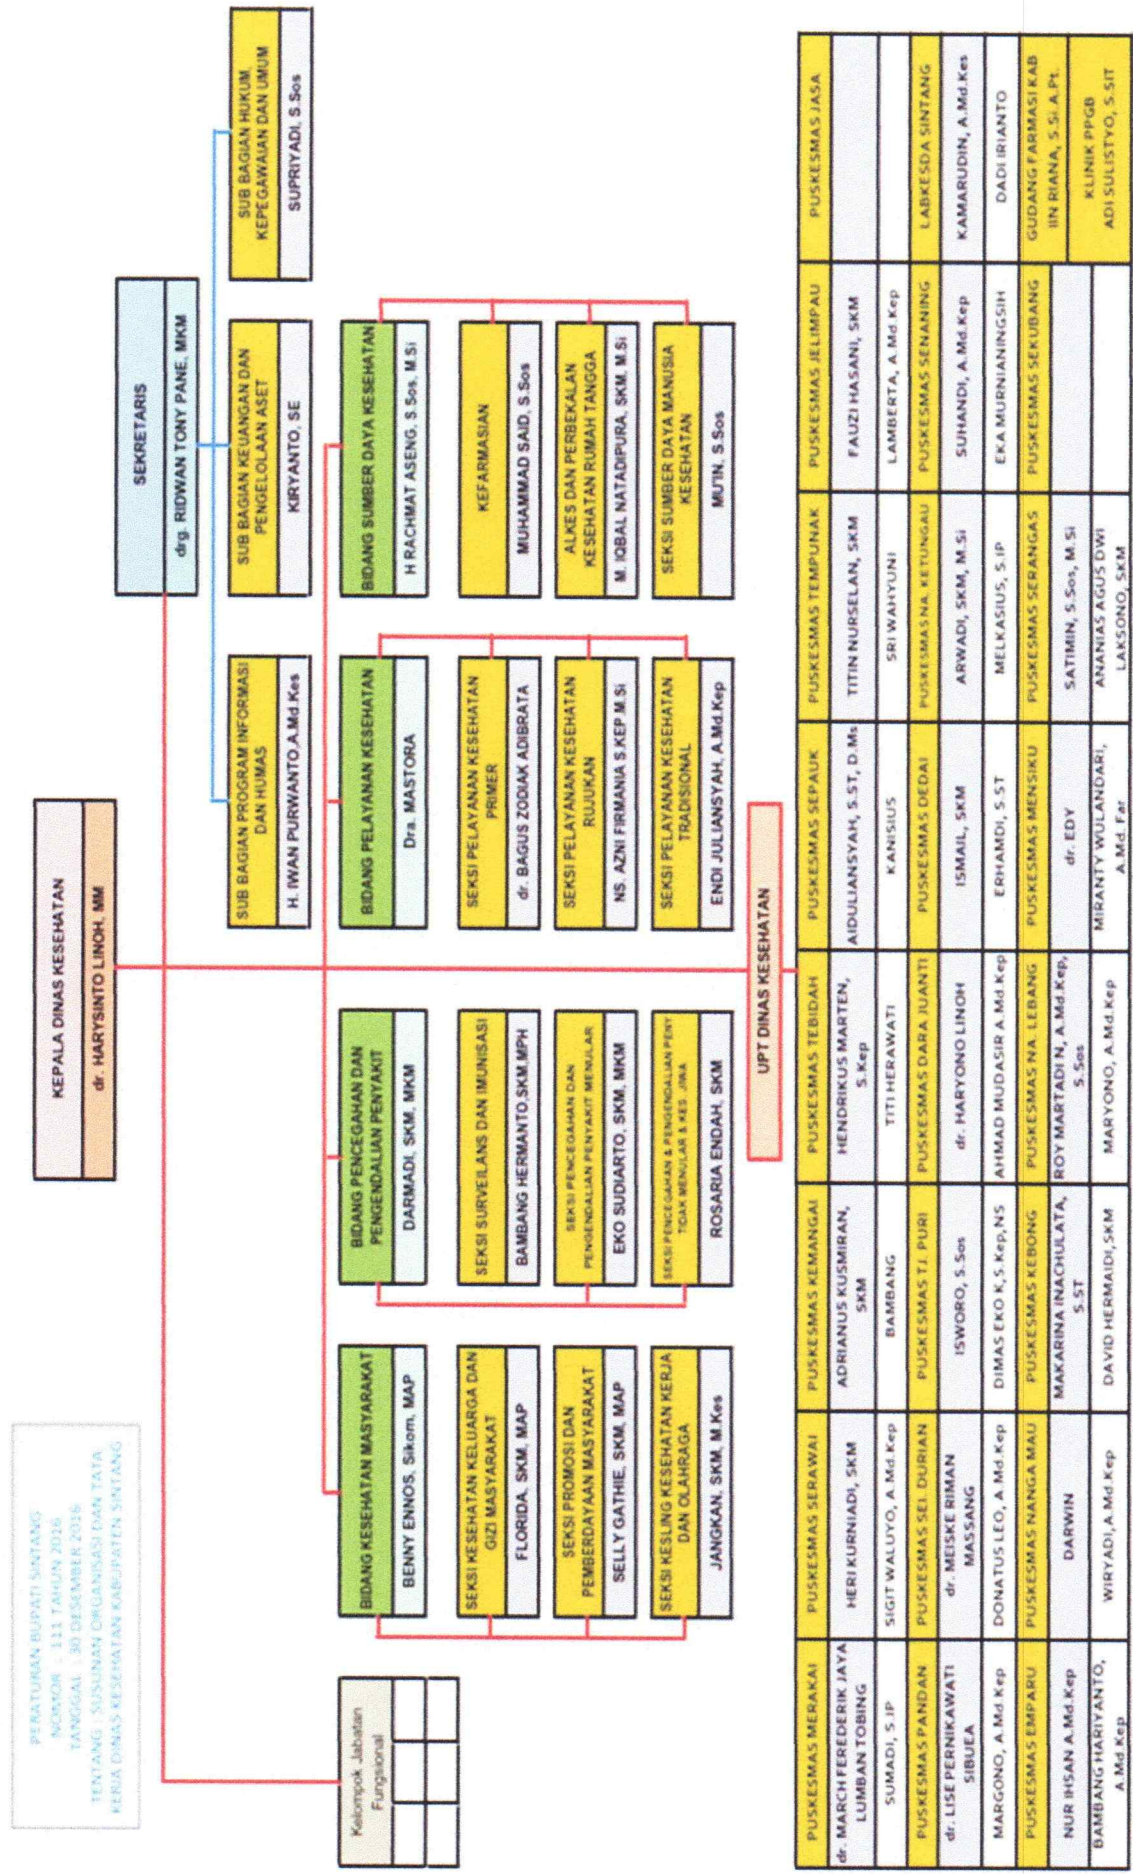 PERATURAN BUPATI SINTANG
NOMOR : 111 TAHUN 2016
TANGGAL : 30 DESEMBER 2016
TENTANG : SUSUNAN ORGANISASI DAN TATA
KERJA DINAS KESEHATAN KABUPATEN SINTANG
KEPALA DINAS KESEHATAN
dr. HARYSINTO LINOH, MM
SEKRETARIS
drg. RIDWAN TONY PANE, MKM
SUB BAGIAN PROGRAM INFORMASI
DAN HUMAS
H. IWAN PURWANTO,A.Md.Kes
SUB BAGIAN KEUANGAN DAN
PENGELOLAAN ASET
KIRYANTO, SE
SUB BAGIAN HUKUM,
KEPEGAWAIAN DAN UMUM
SUPRIYADI, S.Sos
Kelompok Jabatan
Fungsional
BIDANG KESEHATAN MASYARAKAT
BENNY ENNOS, Sikom, MAP
SEKSI KESEHATAN KELUARGA DAN
GIZI MASYARAKAT
FLORIDA, SKM, MAP
SEKSI PROMOSI DAN
PEMBERDAYAAN MASYARAKAT
SELLY GATHIE, SKM, MAP
SEKSI KESLING KESEHATAN KERJA
DAN OLAHRAGA
JANGKAN, SKM, M.Kes
BIDANG PENCEGAHAN DAN
PENGENDALIAN PENYAKIT
DARMADI, SKM, MKM
SEKSI SURVEILANS DAN IMUNISASI
BAMBANG HERMANTO,SKM,MPH
SEKSI PENCEGAHAN DAN
PENGENDALIAN PENYAKIT MENULAR
EKO SUDIARTO, SKM, MKM
SEKSI PENCEGAHAN & PENGENDALIAN PENY
TIDAK MENULAR & KES. JIWA
ROSARIA ENDAH, SKM
BIDANG PELAYANAN KESEHATAN
Dra. MASTORA
SEKSI PELAYANAN KESEHATAN
PRIMER
dr. BAGUS ZODIAK ADIBRATA
SEKSI PELAYANAN KESEHATAN
RUJUKAN
NS. AZNI FIRMANIA S.KEP.M.Si
SEKSI PELAYANAN KESEHATAN
TRADISIONAL
ENDI JULIANSYAH, A.Md.Kep
BIDANG SUMBER DAYA KESEHATAN
H RACHMAT ASENG, S.Sos, M.Si
KEFARMASIAN
MUHAMMAD SAID, S.Sos
ALKES DAN PERBEKALAN
KESEHATAN RUMAH TANGGA
M. IQBAL NATADIPURA, SKM, M.Si
SEKSI SUMBER DAYA MANUSIA
KESEHATAN
MU'IN, S.Sos
UPT DINAS KESEHATAN
PUSKESMAS MERAKAI
dr. MARCH FEREDERIK JAYA
LUMBAN TOBING
SUMADI, S.IP
PUSKESMAS PANDAN
dr. LISE PERNIKAWATI
SIBUEA
MARGONO, A.Md.Kep
PUSKESMAS EMPARU
NUR IHSAN A.Md.Kep
BAMBANG HARIYANTO,
A.Md.Kep
PUSKESMAS SERAWAI
HERI KURNIADI, SKM
SIGIT WALUYO, A.Md.Kep
PUSKESMAS SEI. DURIAN
dr. MEISKE RIMAN
MASSANG
DONATUS LEO, A.Md.Kep
PUSKESMAS NANGA MAU
DARWIN
WIRYADI, A.Md.Kep
PUSKESMAS KEMANGAI
ADRIANUS KUSMIRAN,
SKM
BAMBANG
PUSKESMAS TJ. PURI
ISWORO, S.Sos
DIMAS EKO K,S.Kep,NS
PUSKESMAS KEBONG
MAKARINA INACHULATA,
S.ST
DAVID HERMAIDI,SKM
PUSKESMAS TEBIDAH
HENDRIKUS MARTEN,
S.Kep
TITI HERAWATI
PUSKESMAS DARA JUANTI
dr. HARYONO LINOH
AHMAD MUDASIR A.Md.Kep
PUSKESMAS NA. LEBANG
ROY MARTADI N, A.Md.Kep,
S.Sos
MARYONO, A.Md.Kep
PUSKESMAS SEPAUK
AIDULIANSYAH, S.ST, D.Ms
KANISIUS
PUSKESMAS DEDAI
ISMAIL, SKM
ERHAMDI, S.ST
PUSKESMAS MENSIKU
dr. EDY
MIRANTY WULANDARI,
A.Md. Far
PUSKESMAS TEMPUNAK
TITIN NURSELAN, SKM
SRI WAHYUNI
PUSKESMAS NA. KETUNGAU
ARWADI, SKM, M.Si
MELKASIUS, S.IP
PUSKESMAS SERANGAS
SATIMIN, S.Sos, M.Si
ANANIAS AGUS DWI
LAKSONO, SKM
PUSKESMAS JELIMPAU
FAUZI HASANI, SKM
LAMBERTA, A.Md.Kep
PUSKESMAS SENANING
SUHANDI, A.Md.Kep
EKA MURNIANINGSIH
PUSKESMAS SEKUBANG
PUSKESMAS JASA
LABKESDA SINTANG
KAMARUDIN, A.Md.Kes
DADI IRIANTO
GUDANG FARMASI KAB
IIN RIANA, S.Si.A.Pt.
KLINIK PPGB
ADI SULISTYO, S.SIT